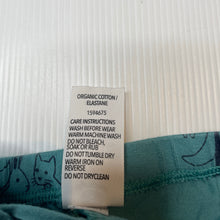 ORGANIC COTTON /
ELASTANE
1594675
CARE INSTRUCTIONS
WASH BEFORE WEAR
WARM MACHINE WASH
DO NOT BLEACH,
SOAK OR RUB
DO NOT TUMBLE DRY
WARM IRON ON
REVERSE
DO NOT DRYCLEAN